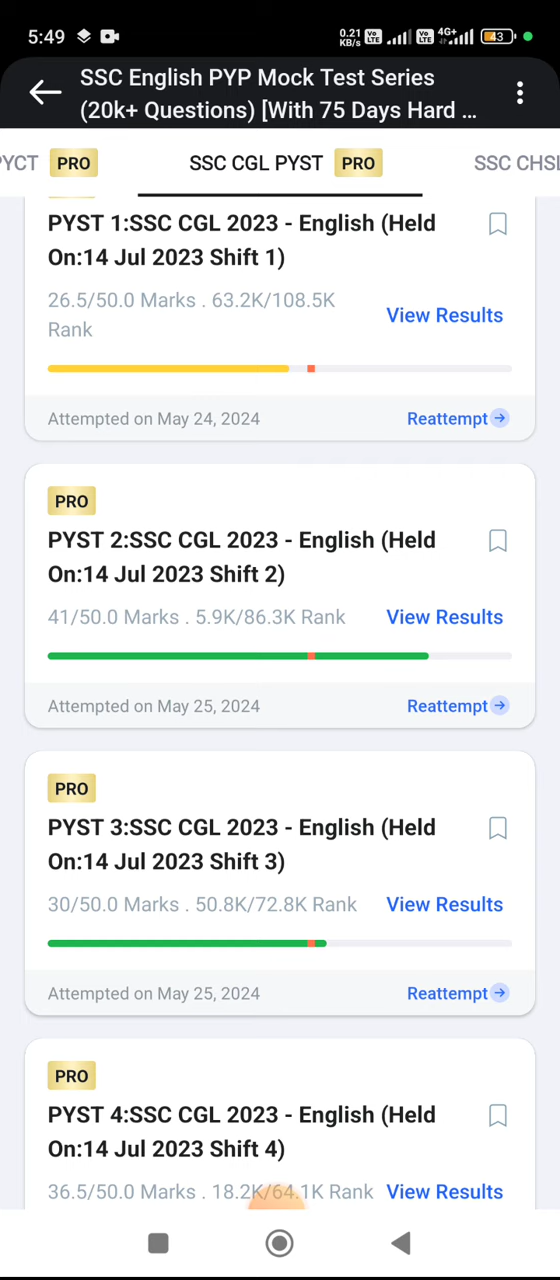 5:49
0.21 KB/s Vo LTE Vo LTE 4G+ 43
SSC English PYP Mock Test Series
(20k+ Questions) [With 75 Days Hard ...
PYCT PRO SSC CGL PYST PRO SSC CHSL
PYST 1:SSC CGL 2023 - English (Held
On:14 Jul 2023 Shift 1)
26.5/50.0 Marks . 63.2K/108.5K
Rank
View Results
Attempted on May 24, 2024 Reattempt
PRO
PYST 2:SSC CGL 2023 - English (Held
On:14 Jul 2023 Shift 2)
41/50.0 Marks . 5.9K/86.3K Rank View Results
Attempted on May 25, 2024 Reattempt
PRO
PYST 3:SSC CGL 2023 - English (Held
On:14 Jul 2023 Shift 3)
30/50.0 Marks . 50.8K/72.8K Rank View Results
Attempted on May 25, 2024 Reattempt
PRO
PYST 4:SSC CGL 2023 - English (Held
On:14 Jul 2023 Shift 4)
36.5/50.0 Marks . 18.2K/64.1K Rank View Results